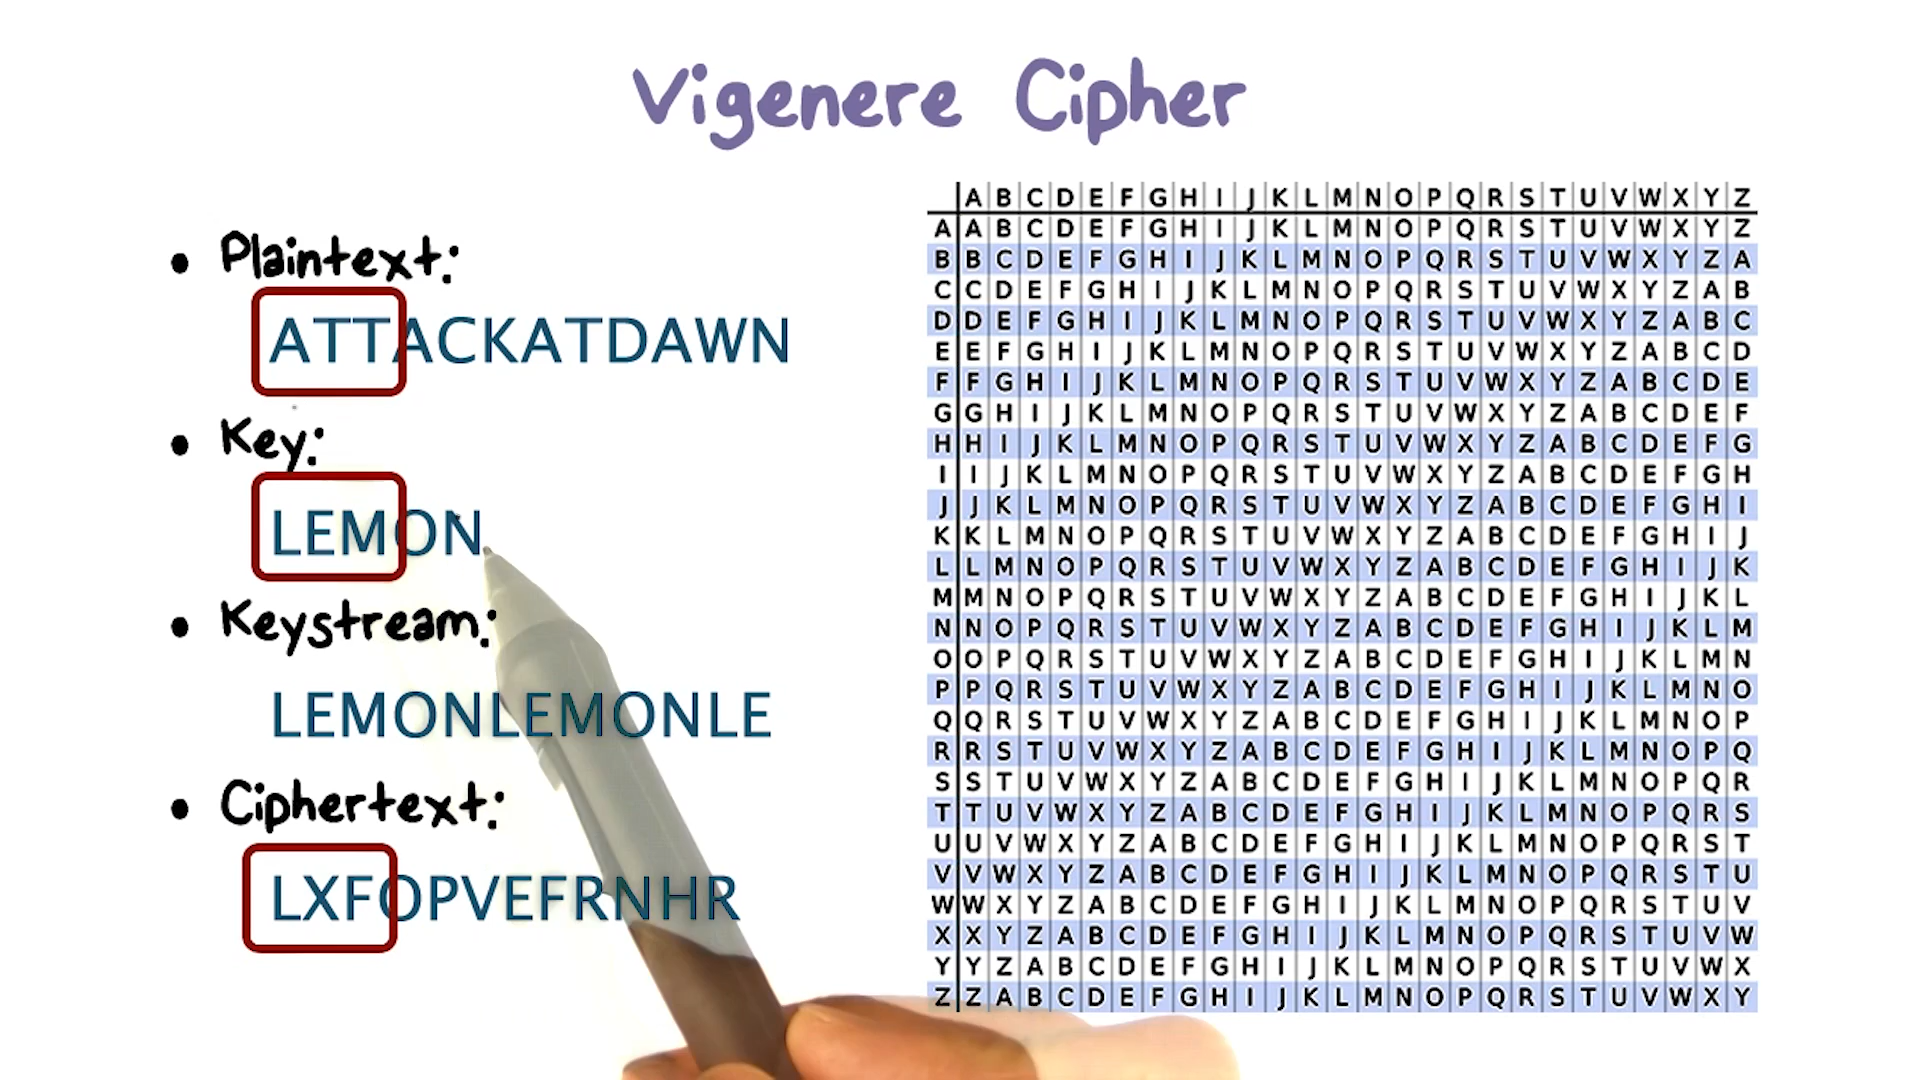 Vigenere Cipher
• Plaintext:
ATTACKATDAWN
• Key:
LEMON
• Keystream:
LEMONLEMONLE
• Ciphertext:
LXFOPVEFRNHR
A B C D E F G H I J K L M N O P Q R S T U V W X Y Z
A A B C D E F G H I J K L M N O P Q R S T U V W X Y Z
B B C D E F G H I J K L M N O P Q R S T U V W X Y Z A
C C D E F G H I J K L M N O P Q R S T U V W X Y Z A B
D D E F G H I J K L M N O P Q R S T U V W X Y Z A B C
E E F G H I J K L M N O P Q R S T U V W X Y Z A B C D
F F G H I J K L M N O P Q R S T U V W X Y Z A B C D E
G G H I J K L M N O P Q R S T U V W X Y Z A B C D E F
H H I J K L M N O P Q R S T U V W X Y Z A B C D E F G
I I J K L M N O P Q R S T U V W X Y Z A B C D E F G H
J J K L M N O P Q R S T U V W X Y Z A B C D E F G H I
K K L M N O P Q R S T U V W X Y Z A B C D E F G H I J
L L M N O P Q R S T U V W X Y Z A B C D E F G H I J K
M M N O P Q R S T U V W X Y Z A B C D E F G H I J K L
N N O P Q R S T U V W X Y Z A B C D E F G H I J K L M
O O P Q R S T U V W X Y Z A B C D E F G H I J K L M N
P P Q R S T U V W X Y Z A B C D E F G H I J K L M N O
Q Q R S T U V W X Y Z A B C D E F G H I J K L M N O P
R R S T U V W X Y Z A B C D E F G H I J K L M N O P Q
S S T U V W X Y Z A B C D E F G H I J K L M N O P Q R
T T U V W X Y Z A B C D E F G H I J K L M N O P Q R S
U U V W X Y Z A B C D E F G H I J K L M N O P Q R S T
V V W X Y Z A B C D E F G H I J K L M N O P Q R S T U
W W X Y Z A B C D E F G H I J K L M N O P Q R S T U V
X X Y Z A B C D E F G H I J K L M N O P Q R S T U V W
Y Y Z A B C D E F G H I J K L M N O P Q R S T U V W X
Z Z A B C D E F G H I J K L M N O P Q R S T U V W X Y